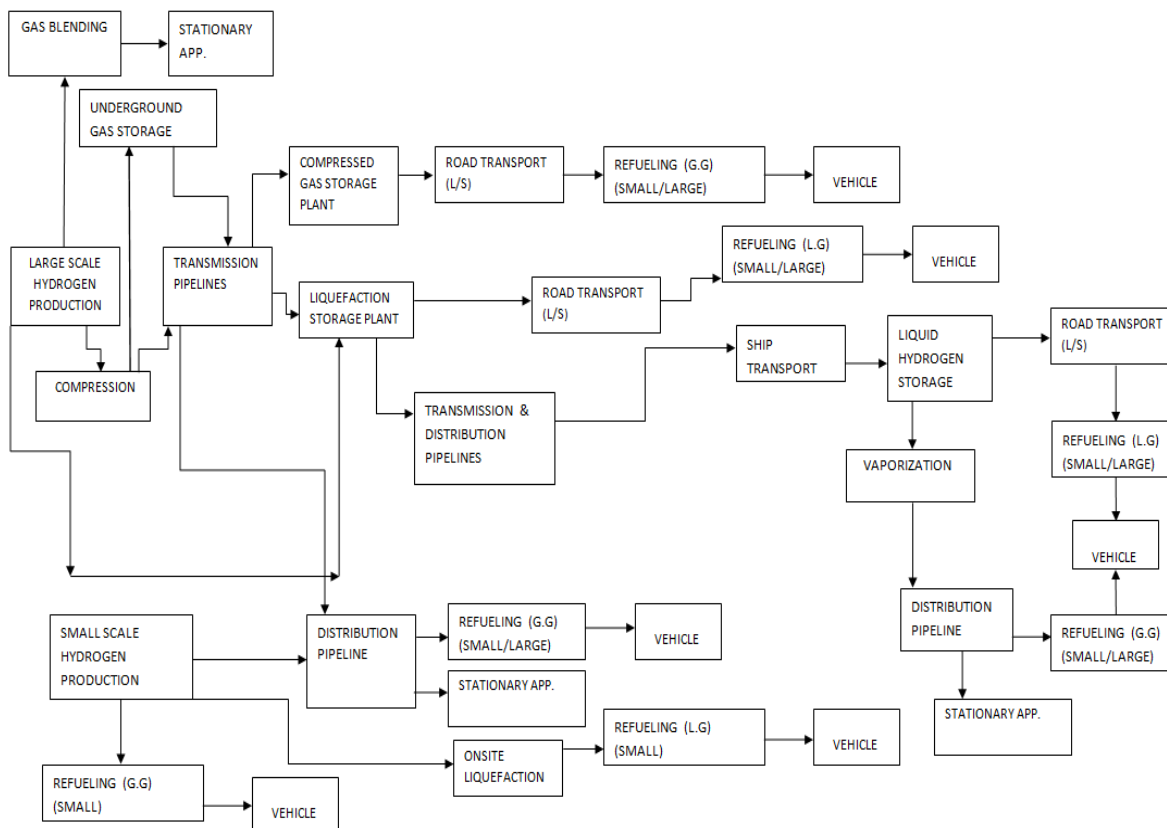 GAS BLENDING
STATIONARY
APP.
UNDERGROUND
GAS STORAGE
COMPRESSED
GAS STORAGE
PLANT
ROAD TRANSPORT
(L/S)
REFUELING (G.G)
(SMALL/LARGE)
VEHICLE
LARGE SCALE
HYDROGEN
PRODUCTION
TRANSMISSION
PIPELINES
LIQUEFACTION
STORAGE PLANT
ROAD TRANSPORT
(L/S)
REFUELING (L.G)
(SMALL/LARGE)
VEHICLE
COMPRESSION
TRANSMISSION &
DISTRIBUTION
PIPELINES
SHIP
TRANSPORT
LIQUID
HYDROGEN
STORAGE
ROAD TRANSPORT
(L/S)
VAPORIZATION
REFUELING (L.G)
(SMALL/LARGE)
VEHICLE
SMALL SCALE
HYDROGEN
PRODUCTION
DISTRIBUTION
PIPELINE
REFUELING (G.G)
(SMALL/LARGE)
VEHICLE
STATIONARY APP.
DISTRIBUTION
PIPELINE
REFUELING (G.G)
(SMALL/LARGE)
STATIONARY APP.
ONSITE
LIQUEFACTION
REFUELING (L.G)
(SMALL)
VEHICLE
REFUELING (G.G)
(SMALL)
VEHICLE